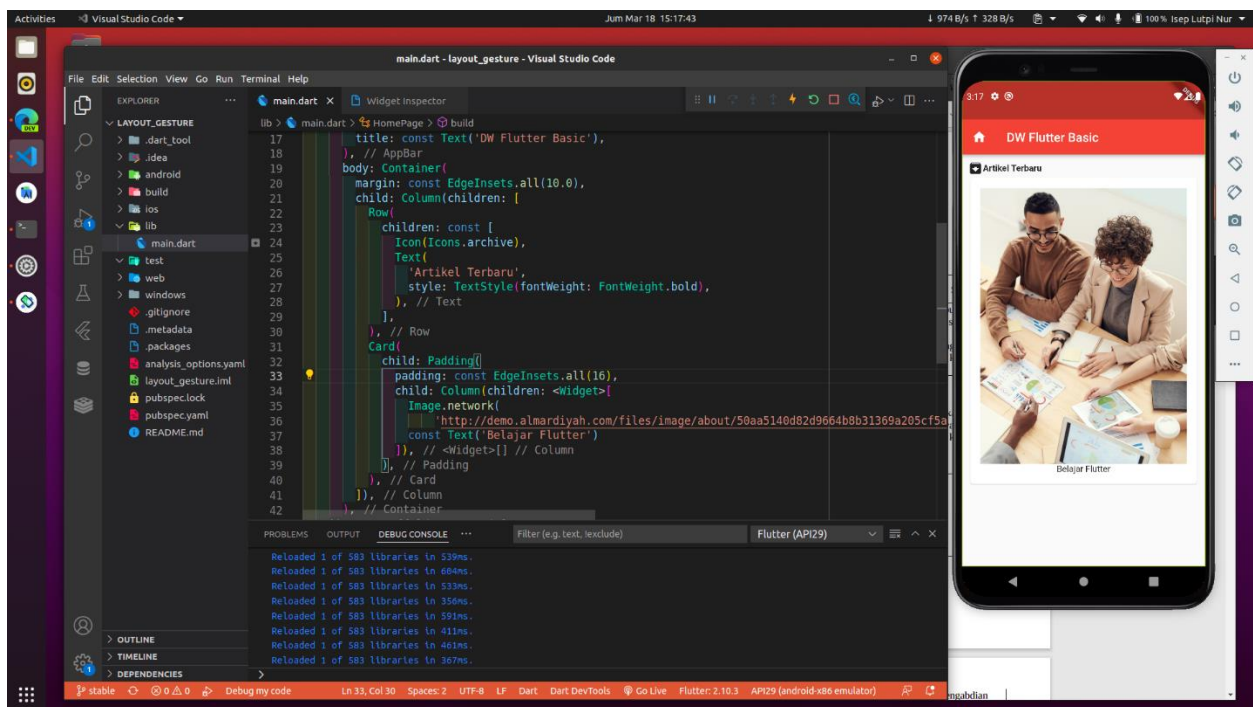 Activities
Visual Studio Code
Jum Mar 18 15:17:43
↓ 974 B/s ↑ 328 B/s
100%
Isep Lutpi Nur
main.dart - layout_gesture - Visual Studio Code
File Edit Selection View Go Run Terminal Help
EXPLORER
LAYOUT_GESTURE
.dart_tool
.idea
android
build
ios
lib
main.dart
test
web
windows
.gitignore
.metadata
.packages
analysis_options.yaml
layout_gesture.iml
pubspec.lock
pubspec.yaml
README.md
OUTLINE
TIMELINE
DEPENDENCIES
DEV
1
1
main.dart
Widget Inspector
lib > main.dart > HomePage > build
17 title: const Text('DW Flutter Basic'),
18 ), // AppBar
19 body: Container(
20 margin: const EdgeInsets.all(10.0),
21 child: Column(children: [
22 Row(
23 children: const [
24 Icon(Icons.archive),
25 Text(
26 'Artikel Terbaru',
27 style: TextStyle(fontWeight: FontWeight.bold),
28 ), // Text
29 ],
30 ), // Row
31 Card(
32 child: Padding(
33 padding: const EdgeInsets.all(16),
34 child: Column(children: <Widget>[
35 Image.network(
36 'http://demo.almardiyah.com/files/image/about/50aa5140d82d9664b8b31369a205cf5a
37 const Text('Belajar Flutter')
38 ]), // <Widget>[] // Column
39 ), // Padding
40 ), // Card
41 ]), // Column
42 ), // Container
PROBLEMS OUTPUT DEBUG CONSOLE
Filter (e.g. text, !exclude)
Flutter (API29)
Reloaded 1 of 583 libraries in 539ms.
Reloaded 1 of 583 libraries in 604ms.
Reloaded 1 of 583 libraries in 533ms.
Reloaded 1 of 583 libraries in 356ms.
Reloaded 1 of 583 libraries in 591ms.
Reloaded 1 of 583 libraries in 411ms.
Reloaded 1 of 583 libraries in 461ms.
Reloaded 1 of 583 libraries in 367ms.
stable 0 0 Debug my code Ln 33, Col 30 Spaces: 2 UTF-8 LF Dart Dart DevTools Go Live Flutter: 2.10.3 API29 (android-x86 emulator)
3:17
DW Flutter Basic
Artikel Terbaru
Belajar Flutter
ngabdian